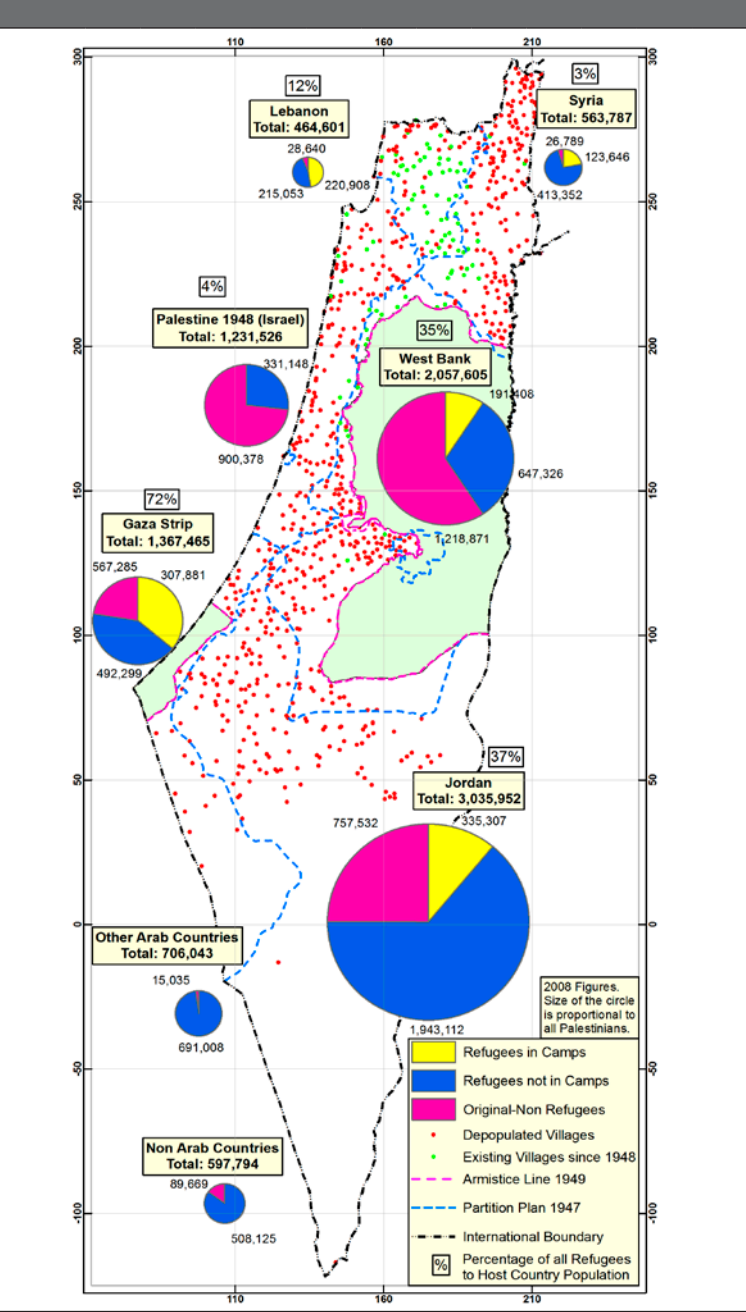 110
160
210
300
300
12%
Lebanon
Total: 464,601
28,640
215,053
220,908
3%
Syria
Total: 563,787
26,789
123,646
413,352
250
250
4%
Palestine 1948 (Israel)
Total: 1,231,526
331,148
900,378
200
200
35%
West Bank
Total: 2,057,605
191,408
647,326
1,218,871
150
150
72%
Gaza Strip
Total: 1,367,465
567,285
307,881
492,299
100
100
50
50
37%
Jordan
Total: 3,035,952
757,532
335,307
1,943,112
0
0
Other Arab Countries
Total: 706,043
15,035
691,008
-50
-50
2008 Figures.
Size of the circle
is proportional to
all Palestinians.
Refugees in Camps
Refugees not in Camps
Original-Non Refugees
Depopulated Villages
Existing Villages since 1948
Armistice Line 1949
Partition Plan 1947
International Boundary
% Percentage of all Refugees
to Host Country Population
Non Arab Countries
Total: 597,794
89,669
508,125
-100
-100
110
160
210